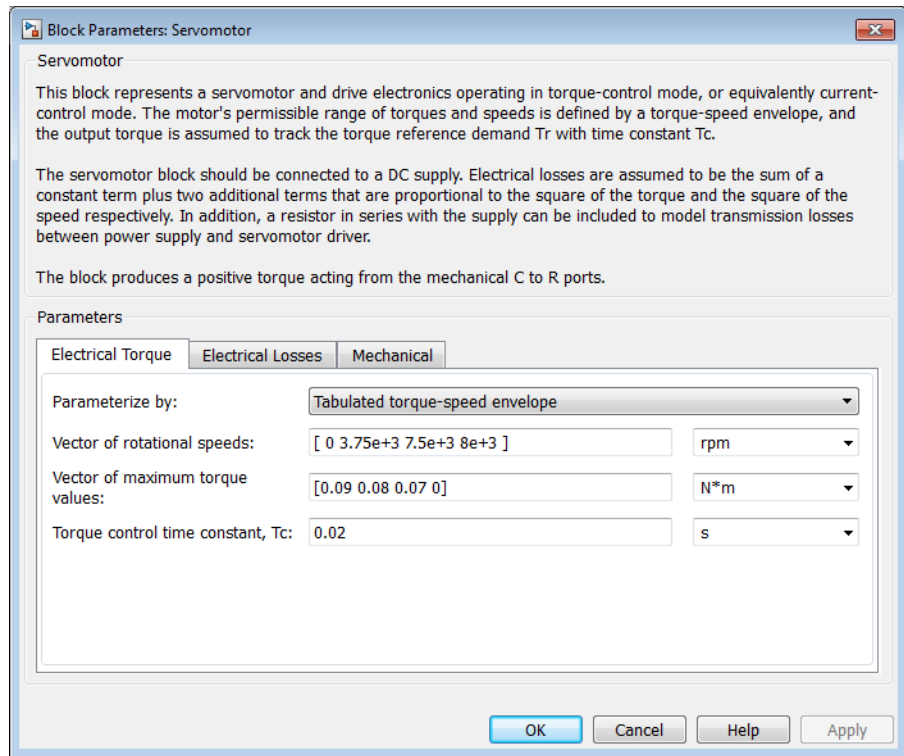 Block Parameters: Servomotor
Servomotor
This block represents a servomotor and drive electronics operating in torque-control mode, or equivalently current-
control mode. The motor's permissible range of torques and speeds is defined by a torque-speed envelope, and
the output torque is assumed to track the torque reference demand Tr with time constant Tc.
The servomotor block should be connected to a DC supply. Electrical losses are assumed to be the sum of a
constant term plus two additional terms that are proportional to the square of the torque and the square of the
speed respectively. In addition, a resistor in series with the supply can be included to model transmission losses
between power supply and servomotor driver.
The block produces a positive torque acting from the mechanical C to R ports.
Parameters
Electrical Torque Electrical Losses Mechanical
Parameterize by: Tabulated torque-speed envelope
Vector of rotational speeds: [ 0 3.75e+3 7.5e+3 8e+3 ] rpm
Vector of maximum torque
values: [0.09 0.08 0.07 0] N*m
Torque control time constant, Tc: 0.02 s
OK Cancel Help Apply